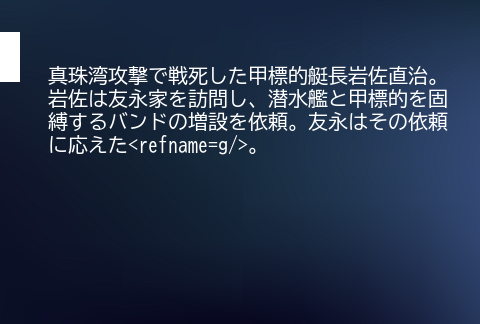 真珠湾攻撃で戦死した甲標的艇長岩佐直治。
岩佐は友永家を訪問し、潜水艦と甲標的を固
縛するバンドの増設を依頼。友永はその依頼
に応えた<refname=g/>。